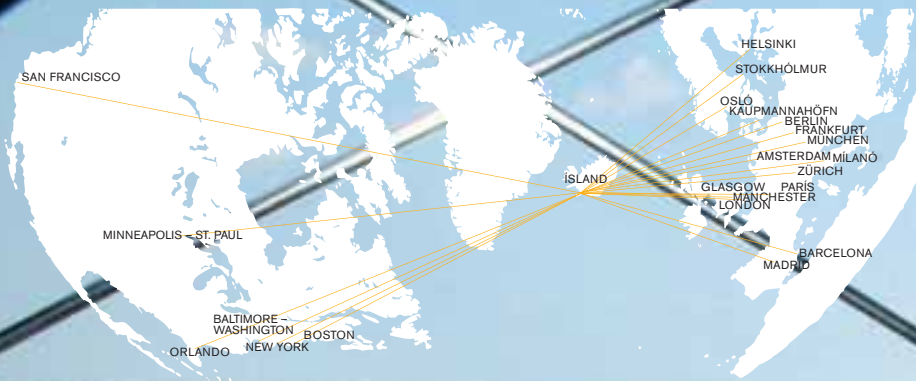 HELSINKI
SAN FRANCISCO
STOKKHÓLMUR
OSLÓ
KAUPMANNAHÖFN
BERLIN
FRANKFURT
MÜNCHEN
AMSTERDAM
MÍLANÓ
ZÜRICH
ÍSLAND
GLASGOW
PARÍS
MANCHESTER
LONDON
MINNEAPOLIS – ST. PAUL
BARCELONA
MADRID
BALTIMORE –
WASHINGTON
BOSTON
NEW YORK
ORLANDO